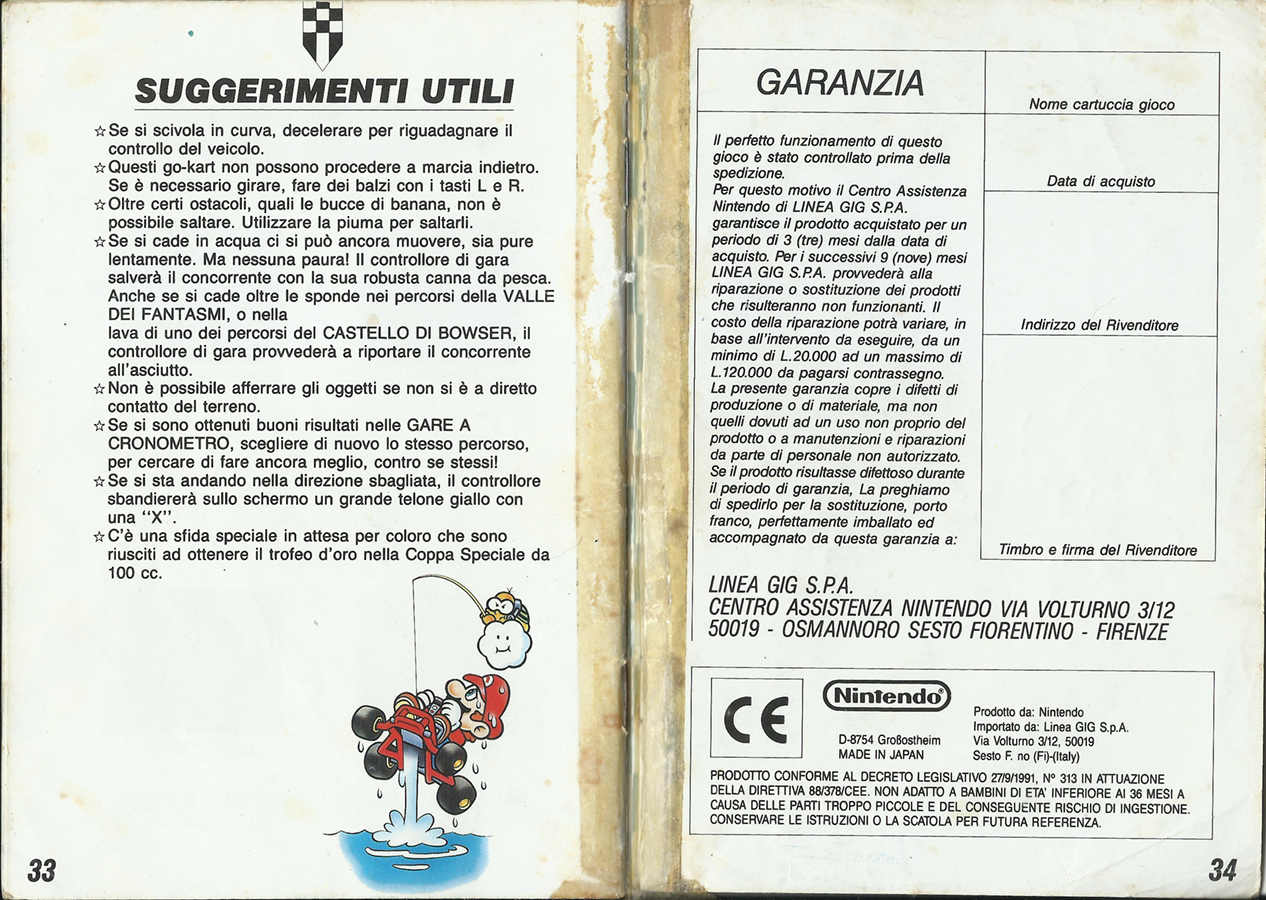 SUGGERIMENTI UTILI
☆Se si scivola in curva, decelerare per riguadagnare il
controllo del veicolo.
☆Questi go-kart non possono procedere a marcia indietro.
Se è necessario girare, fare dei balzi con i tasti L e R.
☆Oltre certi ostacoli, quali le bucce di banana, non è
possibile saltare. Utilizzare la piuma per saltarli.
☆Se si cade in acqua ci si può ancora muovere, sia pure
lentamente. Ma nessuna paura! Il controllore di gara
salverà il concorrente con la sua robusta canna da pesca.
Anche se si cade oltre le sponde nei percorsi della VALLE
DEI FANTASMI, o nella
lava di uno dei percorsi del CASTELLO DI BOWSER, il
controllore di gara provvederà a riportare il concorrente
all'asciutto.
☆Non è possibile afferrare gli oggetti se non si è a diretto
contatto del terreno.
☆Se si sono ottenuti buoni risultati nelle GARE A
CRONOMETRO, scegliere di nuovo lo stesso percorso,
per cercare di fare ancora meglio, contro se stessi!
☆Se si sta andando nella direzione sbagliata, il controllore
sbandiererà sullo schermo un grande telone giallo con
una “X”.
☆C'è una sfida speciale in attesa per coloro che sono
riusciti ad ottenere il trofeo d'oro nella Coppa Speciale da
100 cc.
33
GARANZIA
Il perfetto funzionamento di questo
gioco è stato controllato prima della
spedizione.
Per questo motivo il Centro Assistenza
Nintendo di LINEA GIG S.P.A.
garantisce il prodotto acquistato per un
periodo di 3 (tre) mesi dalla data di
acquisto. Per i successivi 9 (nove) mesi
LINEA GIG S.P.A. provvederà alla
riparazione o sostituzione dei prodotti
che risulteranno non funzionanti. Il
costo della riparazione potrà variare, in
base all'intervento da eseguire, da un
minimo di L.20.000 ad un massimo di
L.120.000 da pagarsi contrassegno.
La presente garanzia copre i difetti di
produzione o di materiale, ma non
quelli dovuti ad un uso non proprio del
prodotto o a manutenzioni e riparazioni
da parte di personale non autorizzato.
Se il prodotto risultasse difettoso durante
il periodo di garanzia, La preghiamo
di spedirlo per la sostituzione, porto
franco, perfettamente imballato ed
accompagnato da questa garanzia a:
Nome cartuccia gioco
Data di acquisto
Indirizzo del Rivenditore
Timbro e firma del Rivenditore
LINEA GIG S.P.A.
CENTRO ASSISTENZA NINTENDO VIA VOLTURNO 3/12
50019 - OSMANNORO SESTO FIORENTINO - FIRENZE
CE
Nintendo®
D-8754 Großostheim
MADE IN JAPAN
Prodotto da: Nintendo
Importato da: Linea GIG S.p.A.
Via Volturno 3/12, 50019
Sesto F. no (Fi)-(Italy)
PRODOTTO CONFORME AL DECRETO LEGISLATIVO 27/9/1991, N° 313 IN ATTUAZIONE
DELLA DIRETTIVA 88/378/CEE. NON ADATTO A BAMBINI DI ETA' INFERIORE AI 36 MESI A
CAUSA DELLE PARTI TROPPO PICCOLE E DEL CONSEGUENTE RISCHIO DI INGESTIONE.
CONSERVARE LE ISTRUZIONI O LA SCATOLA PER FUTURA REFERENZA.
34